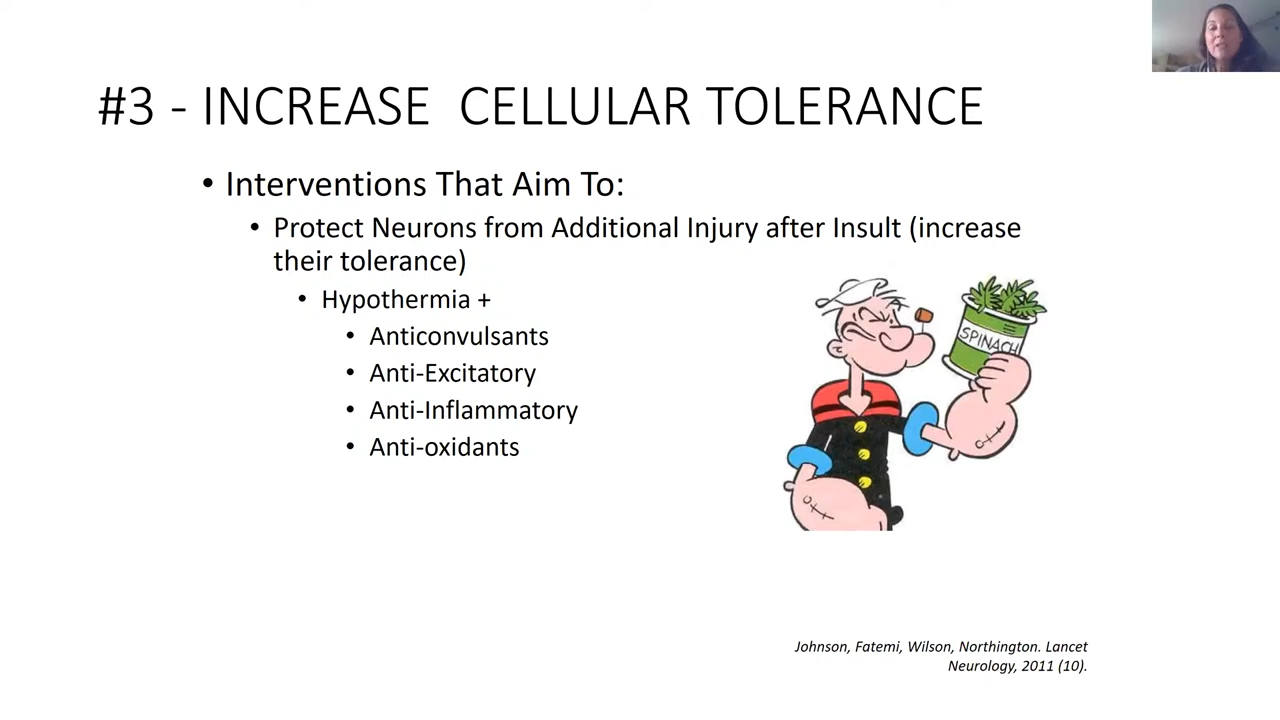 #3 - INCREASE  CELLULAR TOLERANCE
• Interventions That Aim To:
• Protect Neurons from Additional Injury after Insult (increase
their tolerance)
• Hypothermia +
• Anticonvulsants
• Anti-Excitatory
• Anti-Inflammatory
• Anti-oxidants
SPINACH
Johnson, Fatemi, Wilson, Northington. Lancet
Neurology, 2011 (10).